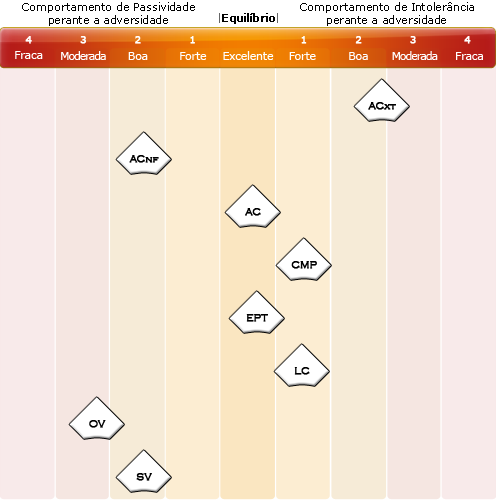 Comportamento de Passividade
perante a adversidade
|Equilíbrio|
Comportamento de Intolerância
perante a adversidade
4 3 2 1 1 2 3 4
Fraca Moderada Boa Forte Excelente Forte Boa Moderada Fraca
ACXT
ACNF
AC
CMP
EPT
LC
OV
SV